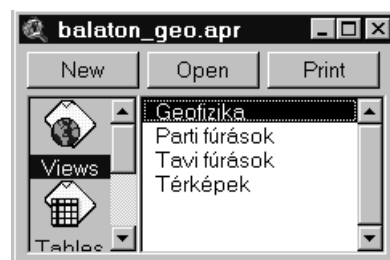 balaton_geo.apr
New Open Print
Geofizika
Parti fúrások
Views
Tavi fúrások
Térképek
Tables